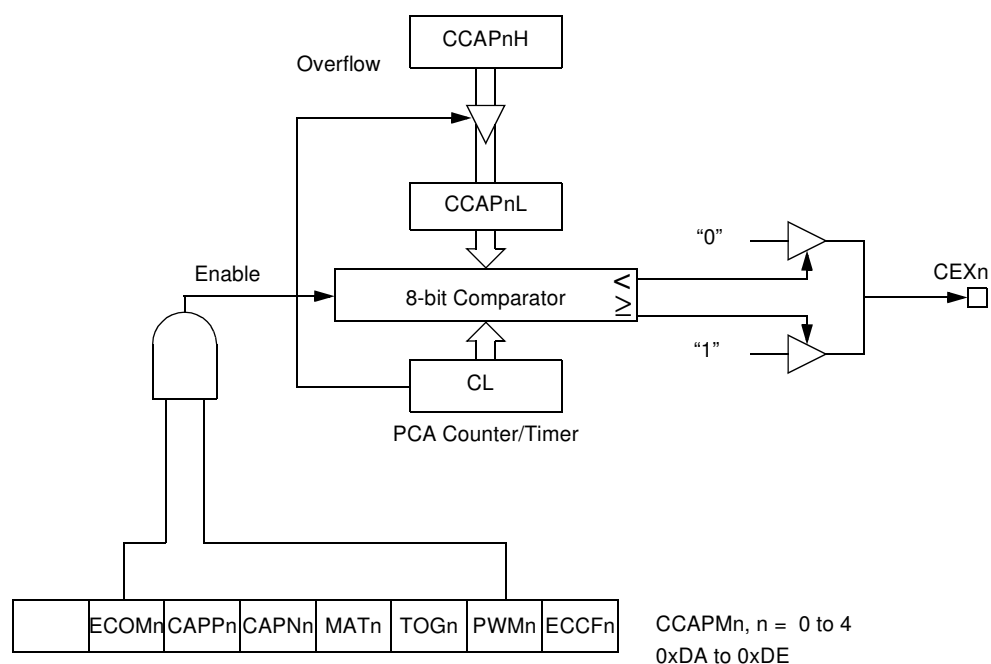 CCAPnH
Overflow
CCAPnL
“0”
Enable
CEXn
8-bit Comparator
<
≥
“1”
CL
PCA Counter/Timer
ECOMn CAPPn CAPNn MATn TOGn PWMn ECCFn
CCAPMn, n = 0 to 4
0xDA to 0xDE